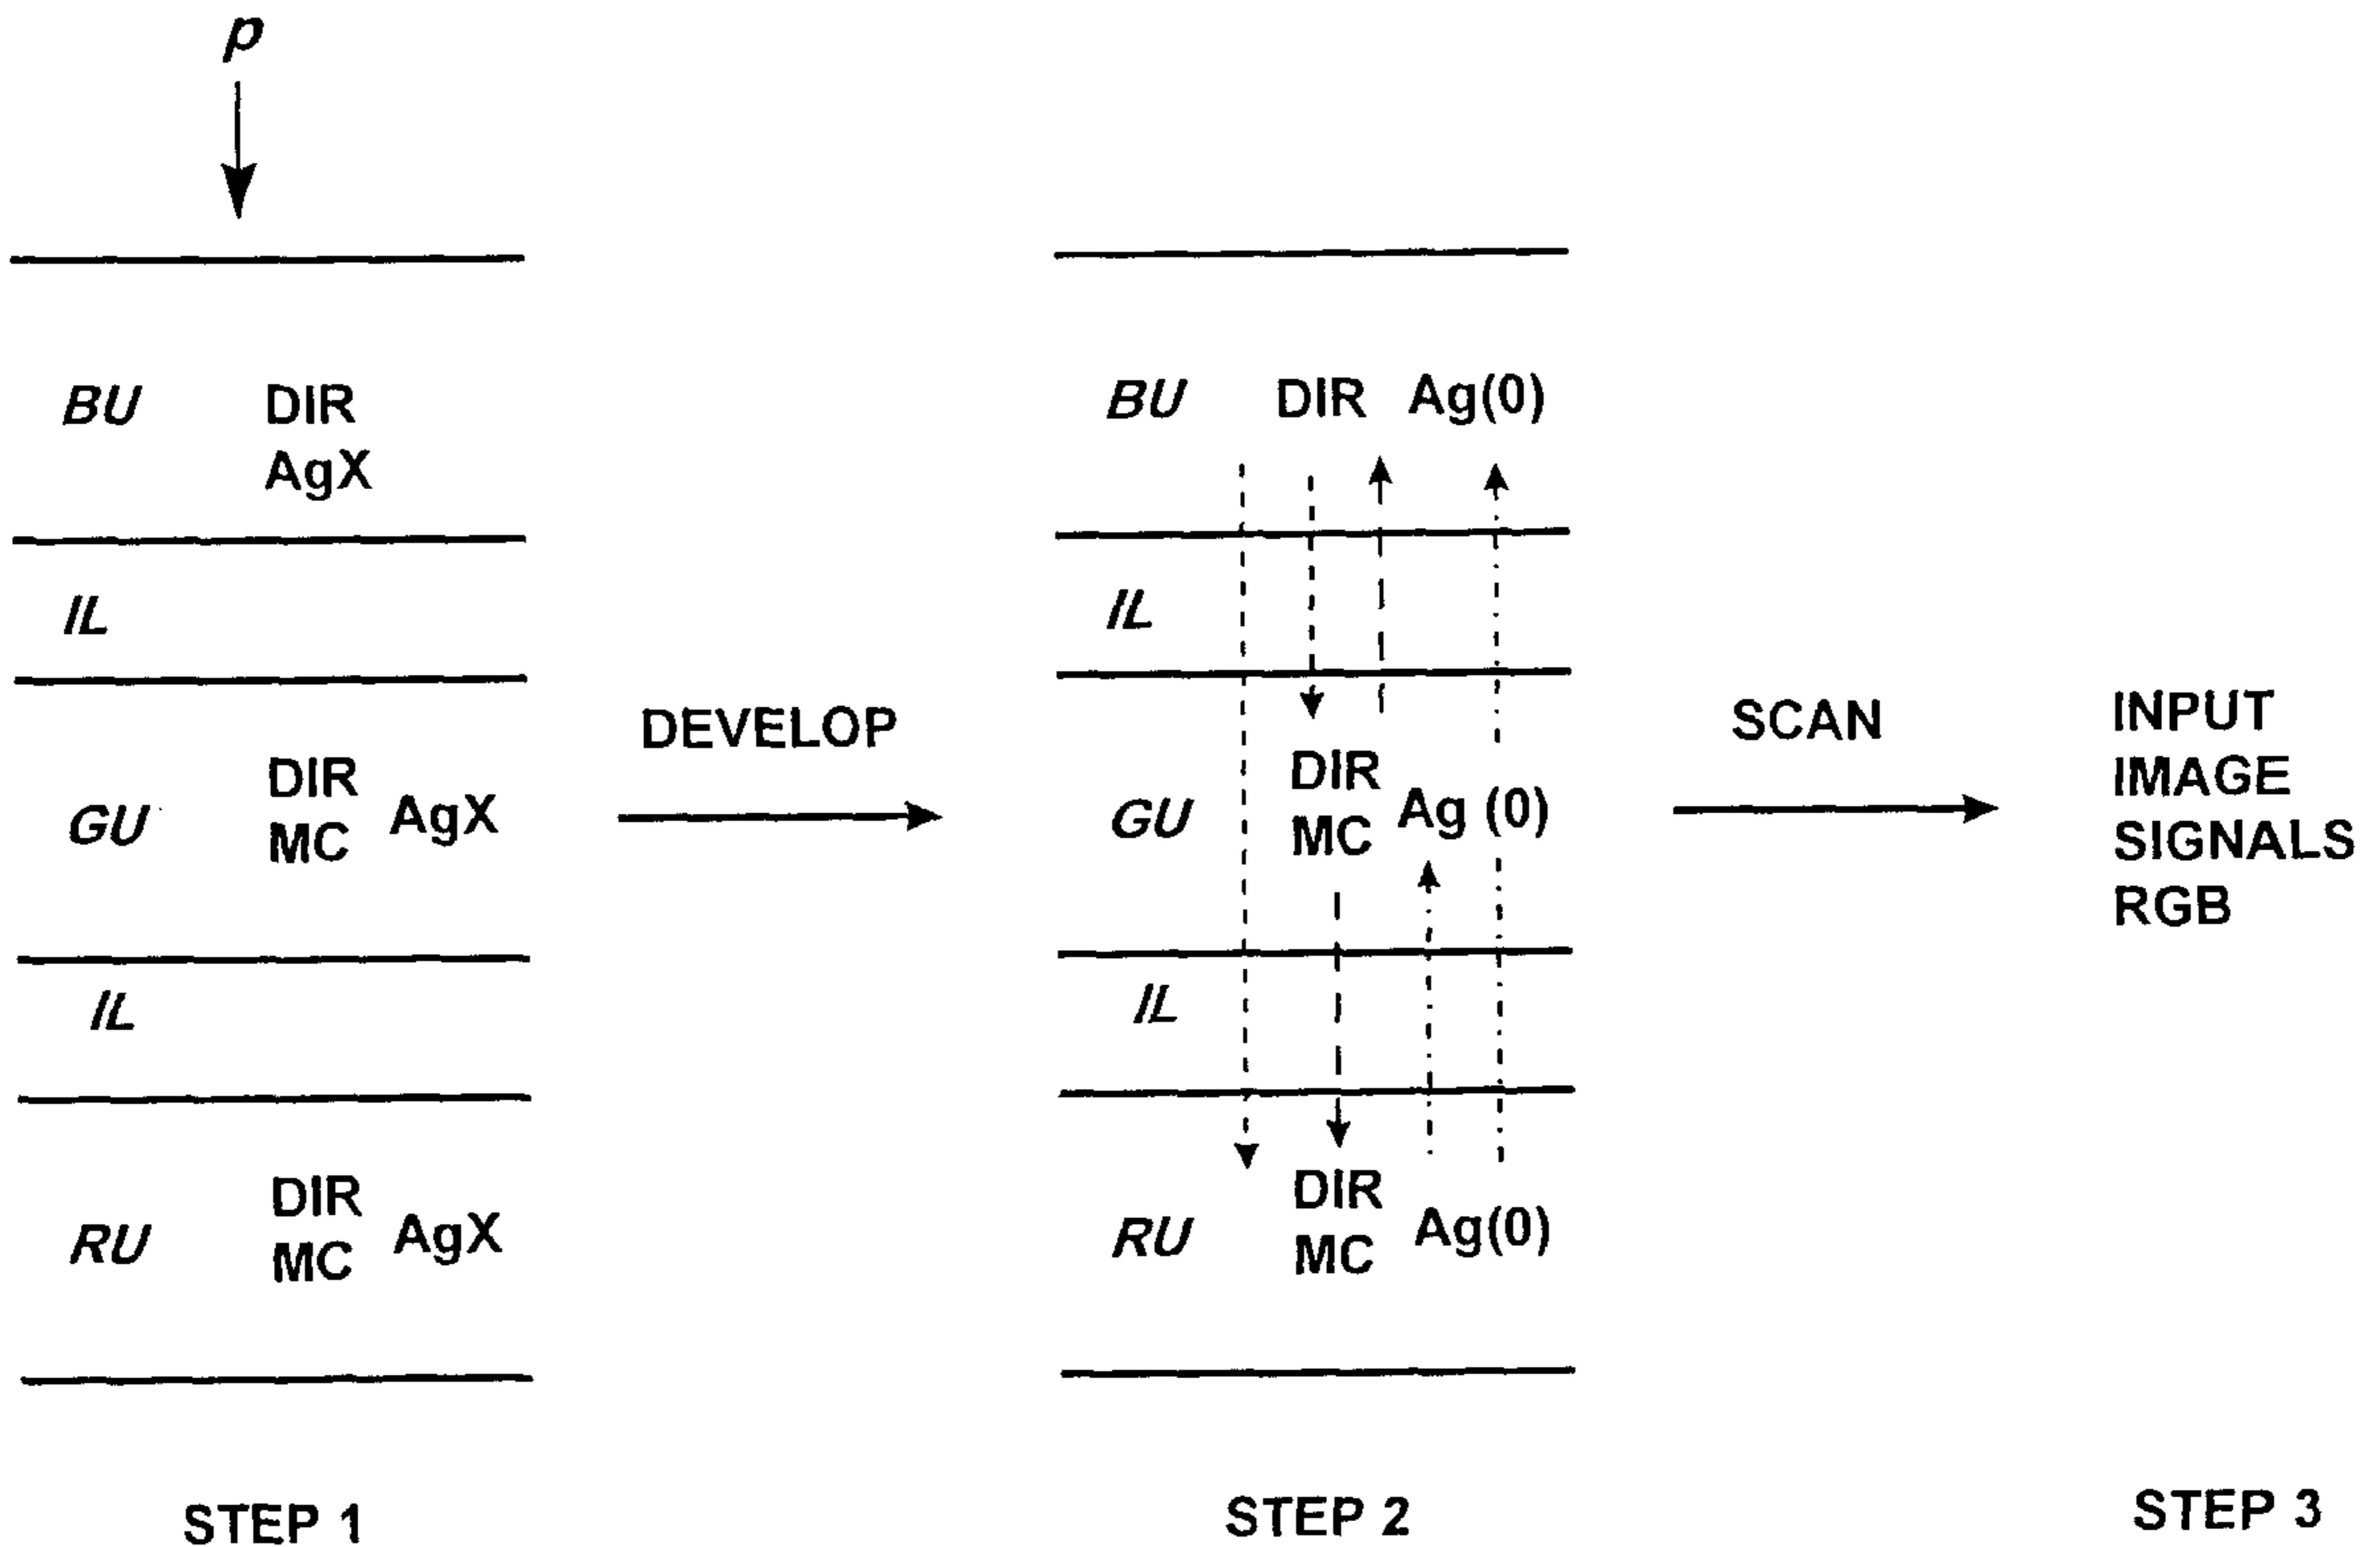 p
BU DIR
AgX
IL
GU DIR
MC AgX
IL
RU DIR
MC AgX
STEP 1
DEVELOP
BU DIR Ag(0)
IL
GU DIR
MC Ag (0)
IL
RU DIR
MC Ag(0)
STEP 2
SCAN
INPUT
IMAGE
SIGNALS
RGB
STEP 3